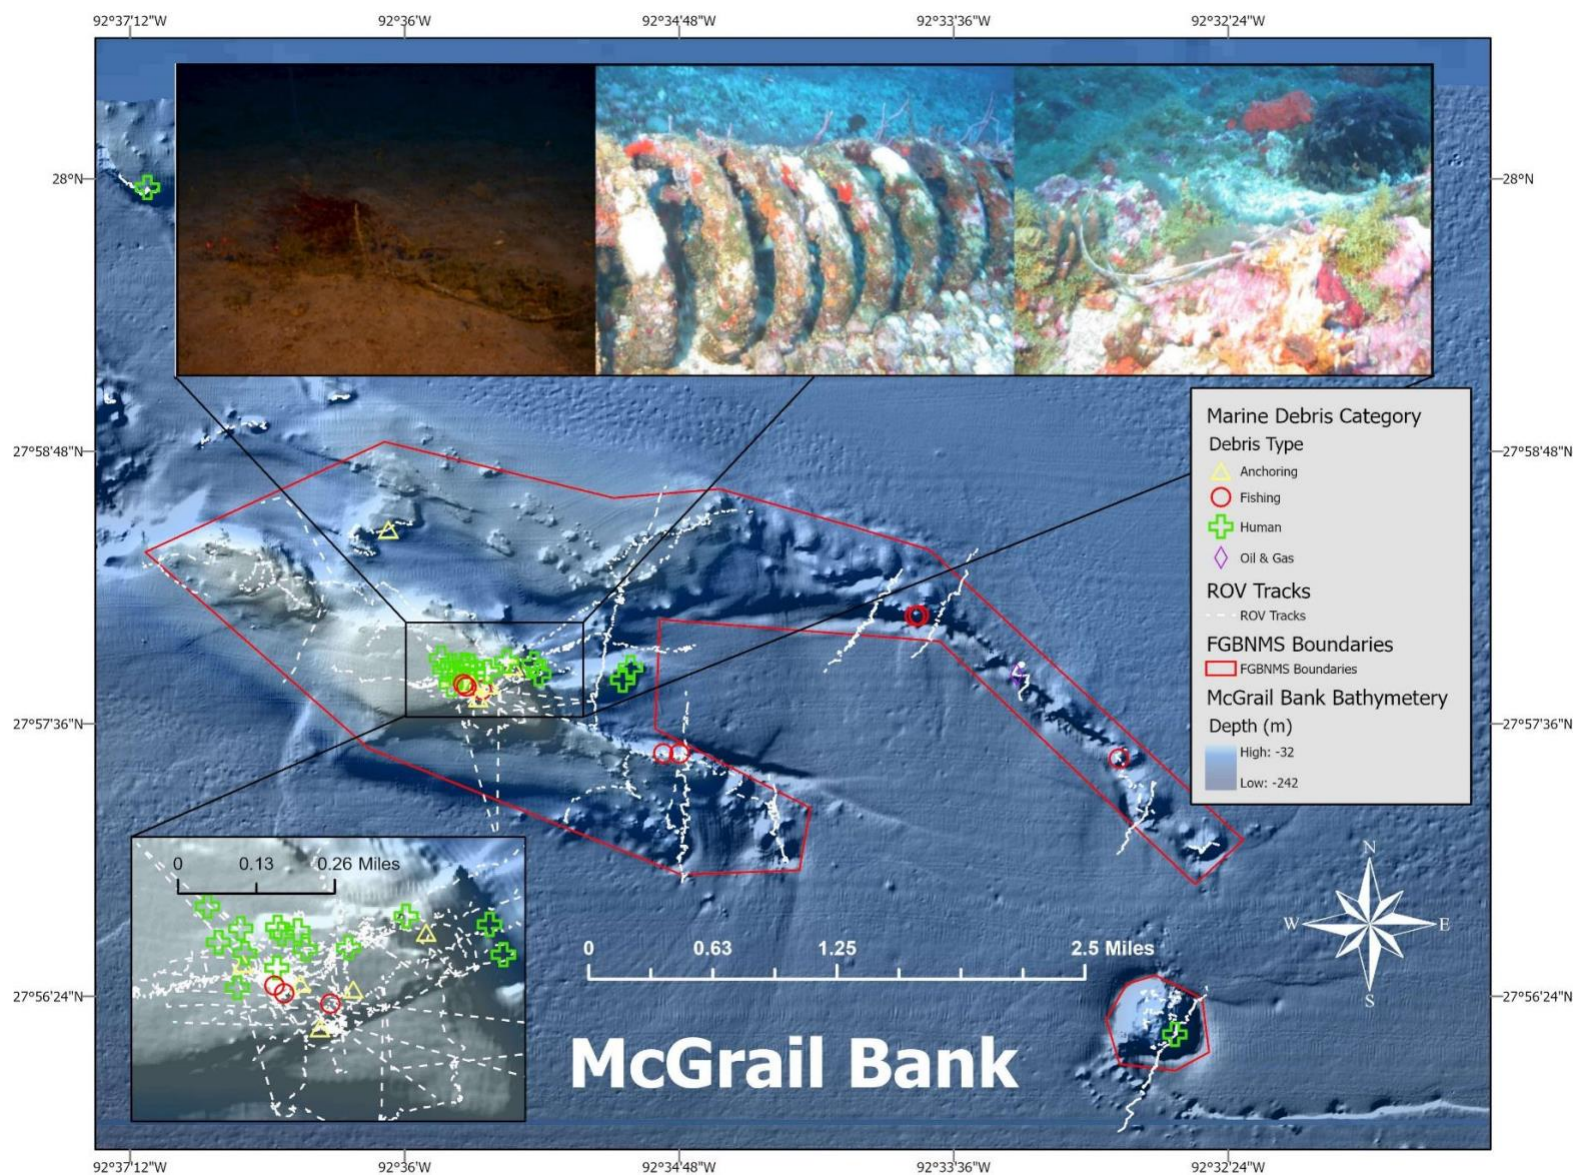 92°37'12"W 92°36'W 92°34'48"W 92°33'36"W 92°32'24"W
28°N 28°N
Marine Debris Category
Debris Type
Anchoring
Fishing
Human
Oil & Gas
ROV Tracks
ROV Tracks
FGBNMS Boundaries
FGBNMS Boundaries
McGrail Bank Bathymetery
Depth (m)
High: -32
Low: -242
27°58'48"N 27°58'48"N
27°57'36"N 27°57'36"N
0 0.13 0.26 Miles
N
W E
S
0 0.63 1.25 2.5 Miles
27°56'24"N 27°56'24"N
McGrail Bank
92°37'12"W 92°36'W 92°34'48"W 92°33'36"W 92°32'24"W